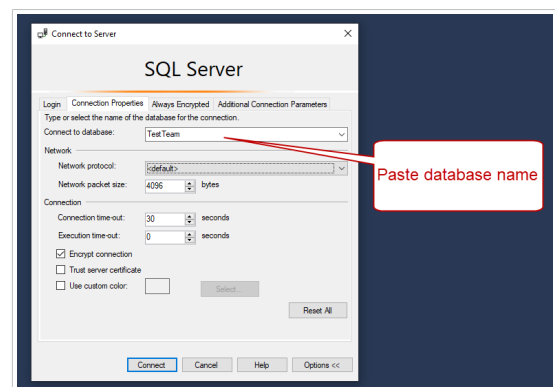 Connect to Server
SQL Server
Login Connection Properties Always Encrypted Additional Connection Parameters
Type or select the name of the database for the connection.
Connect to database: TestTeam
Network
Network protocol: <default>
Paste database name
Network packet size: 4096 bytes
Connection
Connection time-out: 30 seconds
Execution time-out: 0 seconds
Encrypt connection
Trust server certificate
Use custom color: Select...
Reset All
Connect Cancel Help Options <<